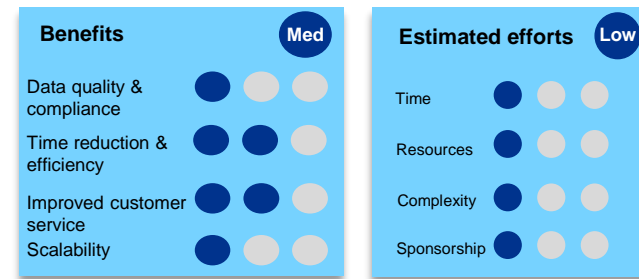 Benefits
Med
Data quality &
compliance
Time reduction &
efficiency
Improved customer
service
Scalability
Estimated efforts
Low
Time
Resources
Complexity
Sponsorship